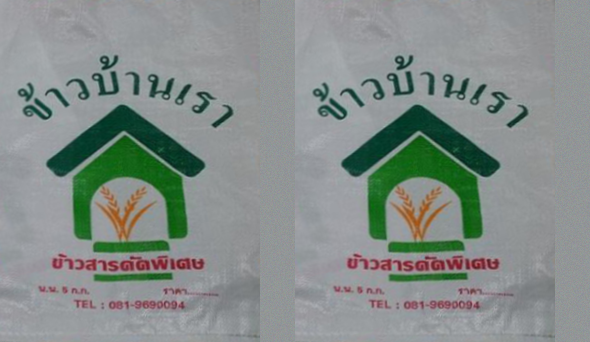 ข้าวบ้านเรา
ข้าวสารคัดพิเศษ
น.น. 5 ก.ก. ราคา..........
TEL : 081-9690094
ข้าวบ้านเรา
ข้าวสารคัดพิเศษ
น.น. 5 ก.ก. ราคา..........
TEL : 081-9690094